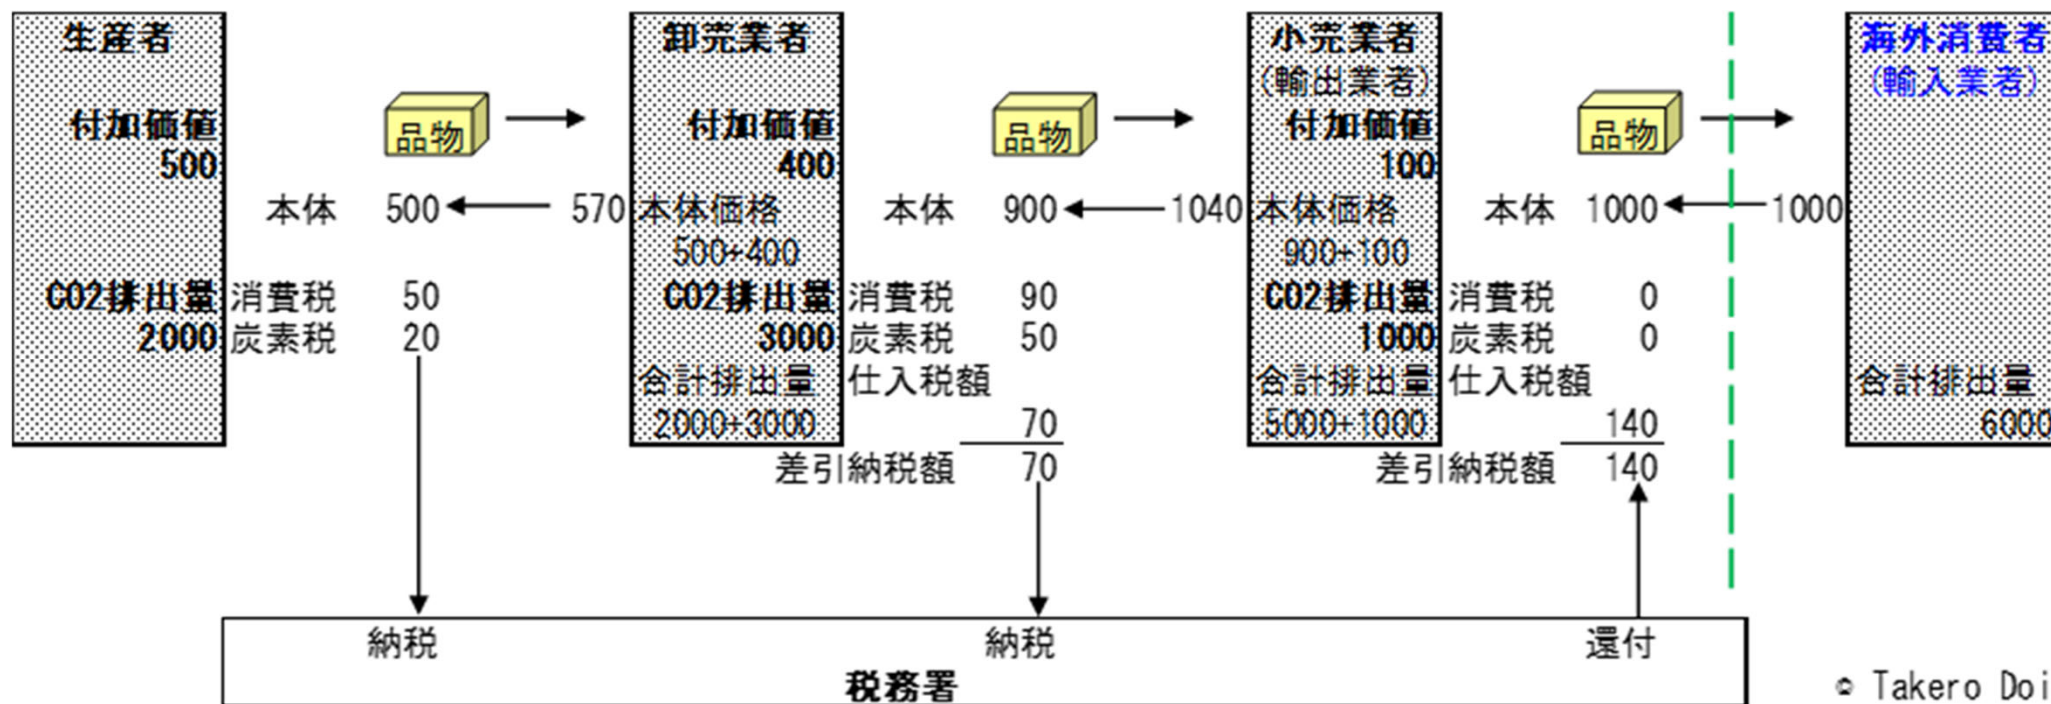 生産者
付加価値
500
CO2排出量
2000
品物
本体 500 570
消費税 50
炭素税 20
卸売業者
付加価値
400
本体価格
500+400
CO2排出量
3000
合計排出量
2000+3000
品物
本体 900 1040
消費税 90
炭素税 50
仕入税額
70
差引納税額 70
小売業者
(輸出業者)
付加価値
100
本体価格
900+100
CO2排出量
1000
合計排出量
5000+1000
品物
本体 1000 1000
消費税 0
炭素税 0
仕入税額
140
差引納税額 140
海外消費者
(輸入業者)
合計排出量
6000
納税 納税 還付
税務署
© Takero Doi